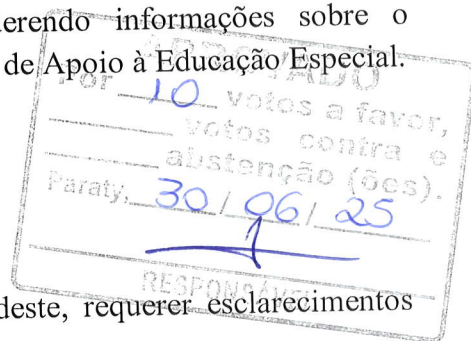 erendo informações sobre o
de Apoio à Educação Especial.
APROVADO
Por 10 votos a favor,
votos contra e
abstenção (ões).
Paraty, 30 / 06 / 25
RESPONSÁVEL
deste, requerer esclarecimentos